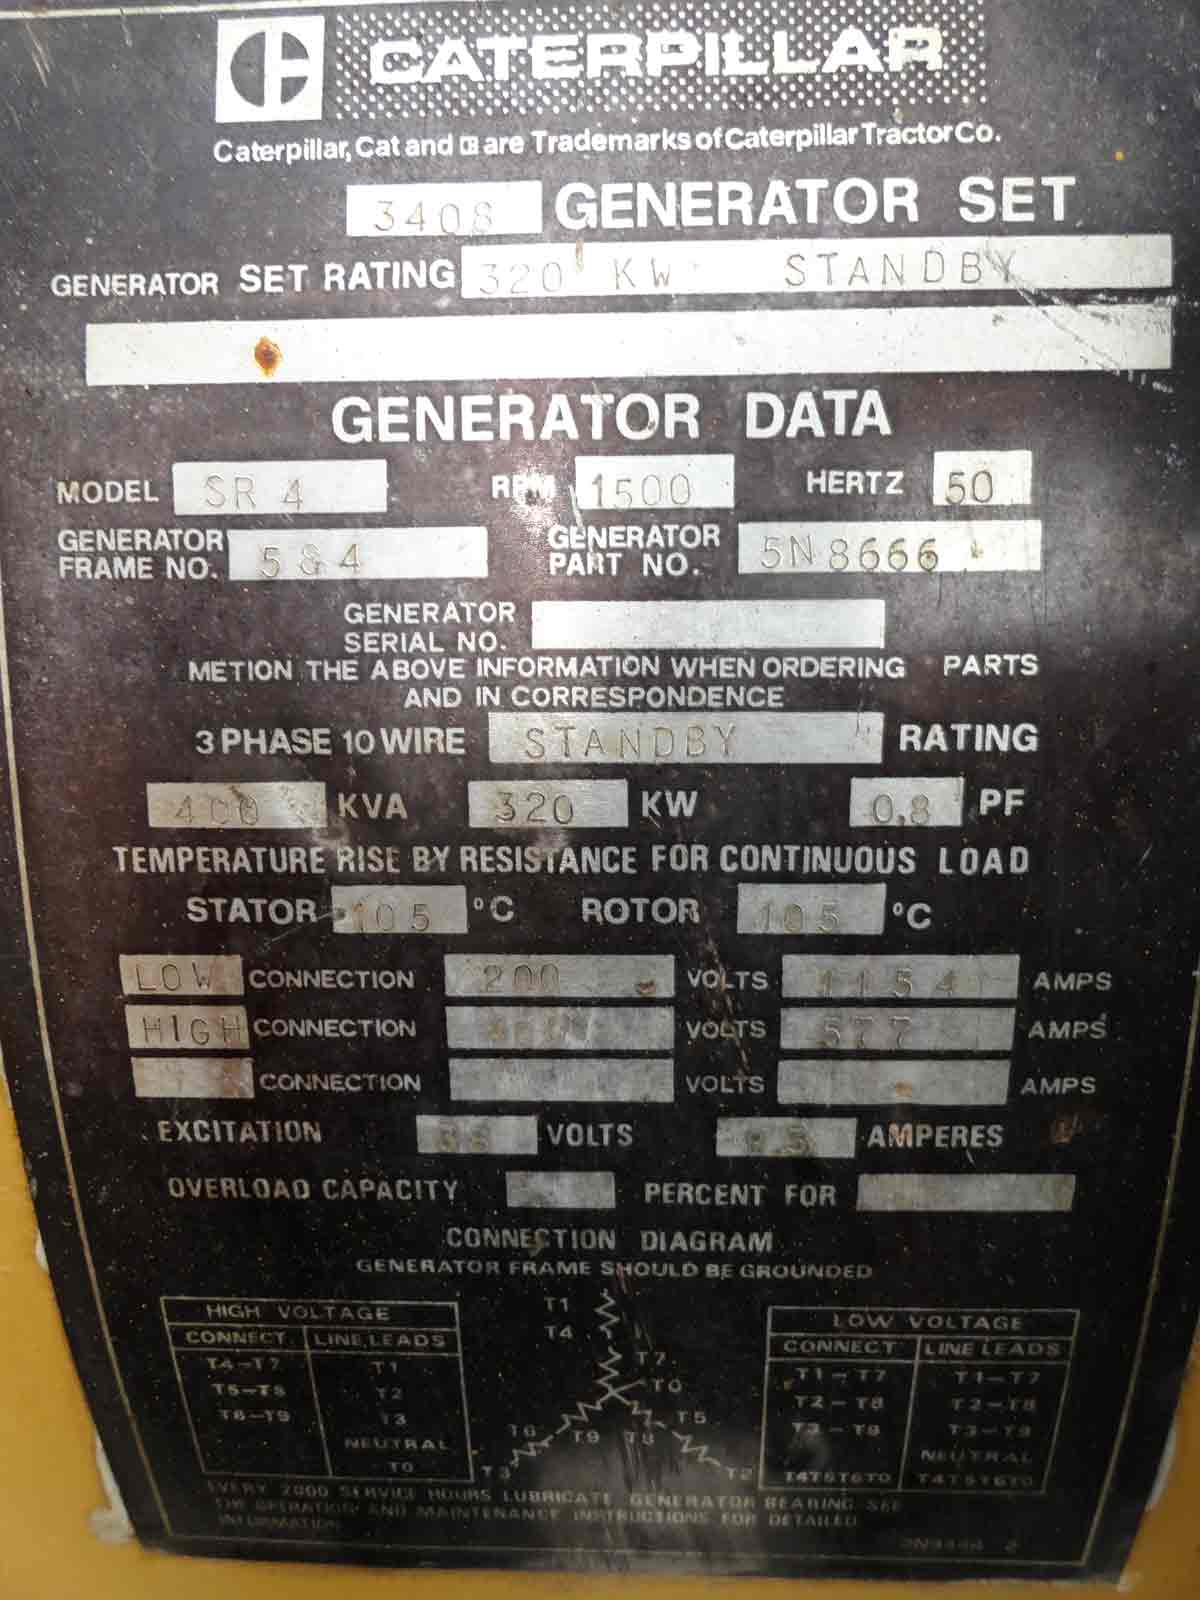 CATERPILLAR
Caterpillar, Cat and are Trademarks of Caterpillar Tractor Co.
3408 GENERATOR SET
GENERATOR SET RATING 320 KW STANDBY
GENERATOR DATA
MODEL SR4 RPM 1500 HERTZ 50
GENERATOR FRAME NO. 584 GENERATOR PART NO. 5N8666
GENERATOR SERIAL NO.
METION THE ABOVE INFORMATION WHEN ORDERING PARTS
AND IN CORRESPONDENCE
3 PHASE 10 WIRE STANDBY RATING
400 KVA 320 KW 0.8 PF
TEMPERATURE RISE BY RESISTANCE FOR CONTINUOUS LOAD
STATOR 105 °C ROTOR 105 °C
LOW CONNECTION 200 VOLTS 1154 AMPS
HIGH CONNECTION VOLTS 577 AMPS
CONNECTION VOLTS AMPS
EXCITATION VOLTS AMPERES
OVERLOAD CAPACITY PERCENT FOR
CONNECTION DIAGRAM
GENERATOR FRAME SHOULD BE GROUNDED
HIGH VOLTAGE
CONNECT. LINE LEADS
T4-T7 T1
T5-T8 T2
T6-T9 T3
NEUTRAL
T0
T1
T4
T7
T0
T6 T9 T8 T5
T3 T2
LOW VOLTAGE
CONNECT LINE LEADS
T1-T7 T1-T7
T2-T8 T2-T8
T3-T9 T3-T9
NEUTRAL
T4T5T6T0 T4T5T6T0
EVERY 2000 SERVICE HOURS LUBRICATE GENERATOR BEARING SEE
THE OPERATION AND MAINTENANCE INSTRUCTIONS FOR DETAILED
INFORMATION